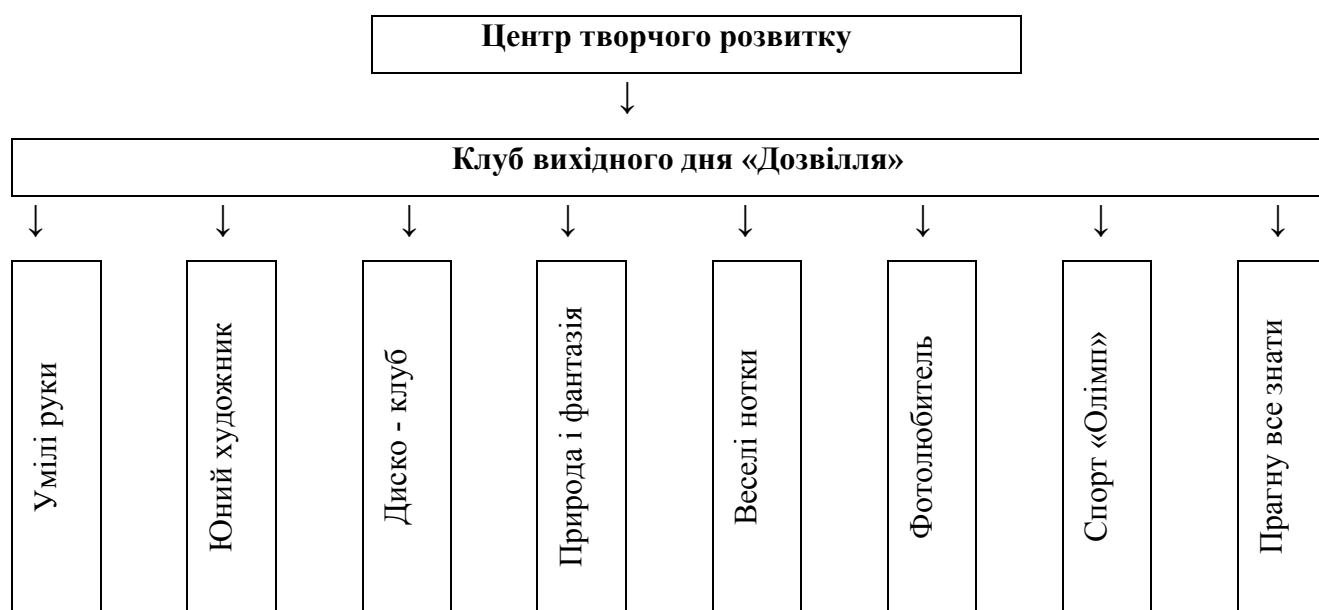 Центр творчого розвитку
↓
Клуб вихідного дня «Дозвілля»
↓ ↓ ↓ ↓ ↓ ↓ ↓ ↓
Умілі руки
Юний художник
Диско - клуб
Природа і фантазія
Веселі нотки
Фотолюбитель
Спорт «Олімп»
Прагну все знати